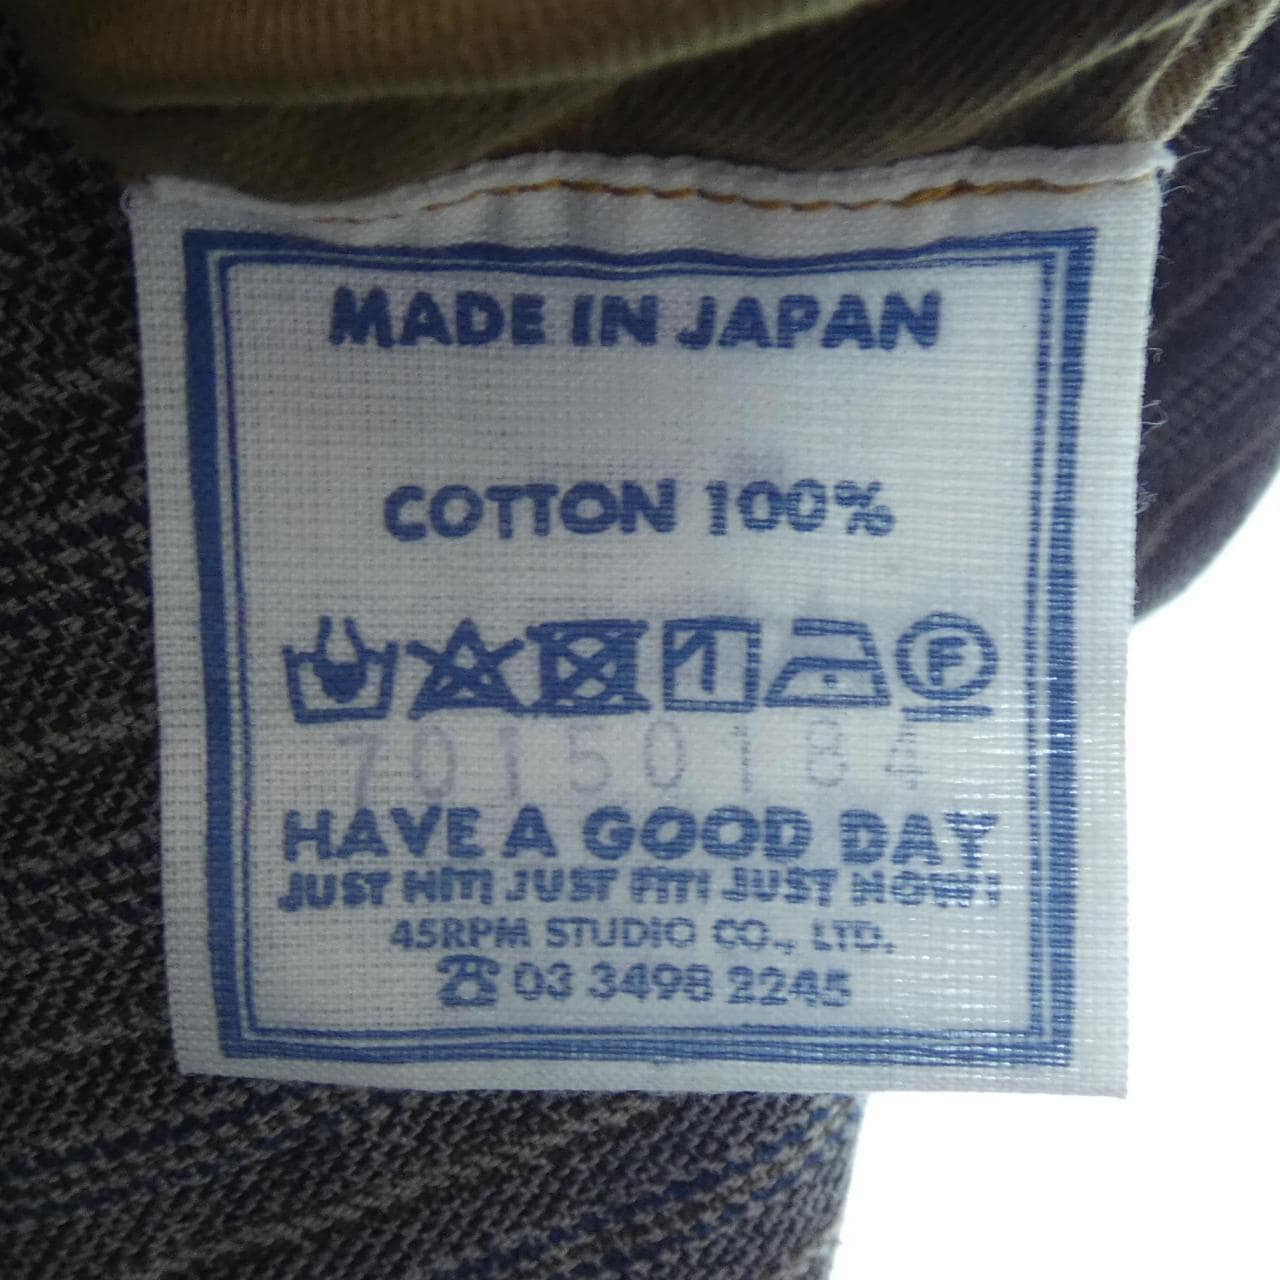 MADE IN JAPAN
COTTON 100%
F
70150184
HAVE A GOOD DAY
JUST HIT! JUST FIT! JUST NOW!
45RPM STUDIO CO., LTD.
☎ 03 3498 2245